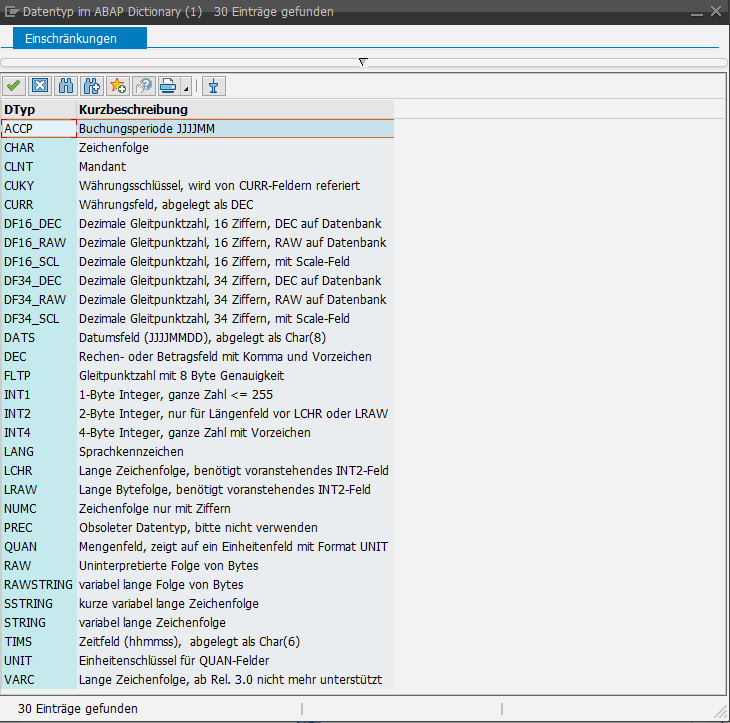 Datentyp im ABAP Dictionary (1) 30 Einträge gefunden
Einschränkungen
DTyp Kurzbeschreibung
ACCP Buchungsperiode JJJJMM
CHAR Zeichenfolge
CLNT Mandant
CUKY Währungsschlüssel, wird von CURR-Feldern referiert
CURR Währungsfeld, abgelegt als DEC
DF16_DEC Dezimale Gleitpunktzahl, 16 Ziffern, DEC auf Datenbank
DF16_RAW Dezimale Gleitpunktzahl, 16 Ziffern, RAW auf Datenbank
DF16_SCL Dezimale Gleitpunktzahl, 16 Ziffern, mit Scale-Feld
DF34_DEC Dezimale Gleitpunktzahl, 34 Ziffern, DEC auf Datenbank
DF34_RAW Dezimale Gleitpunktzahl, 34 Ziffern, RAW auf Datenbank
DF34_SCL Dezimale Gleitpunktzahl, 34 Ziffern, mit Scale-Feld
DATS Datumsfeld (JJJJMMDD), abgelegt als Char(8)
DEC Rechen- oder Betragsfeld mit Komma und Vorzeichen
FLTP Gleitpunktzahl mit 8 Byte Genauigkeit
INT1 1-Byte Integer, ganze Zahl <= 255
INT2 2-Byte Integer, nur für Längenfeld vor LCHR oder LRAW
INT4 4-Byte Integer, ganze Zahl mit Vorzeichen
LANG Sprachkennzeichen
LCHR Lange Zeichenfolge, benötigt voranstehendes INT2-Feld
LRAW Lange Bytefolge, benötigt voranstehendes INT2-Feld
NUMC Zeichenfolge nur mit Ziffern
PREC Obsoleter Datentyp, bitte nicht verwenden
QUAN Mengenfeld, zeigt auf ein Einheitenfeld mit Format UNIT
RAW Uninterpretierte Folge von Bytes
RAWSTRING variabel lange Folge von Bytes
SSTRING kurze variabel lange Zeichenfolge
STRING variabel lange Zeichenfolge
TIMS Zeitfeld (hhmmss), abgelegt als Char(6)
UNIT Einheitenschlüssel für QUAN-Felder
VARC Lange Zeichenfolge, ab Rel. 3.0 nicht mehr unterstützt
30 Einträge gefunden